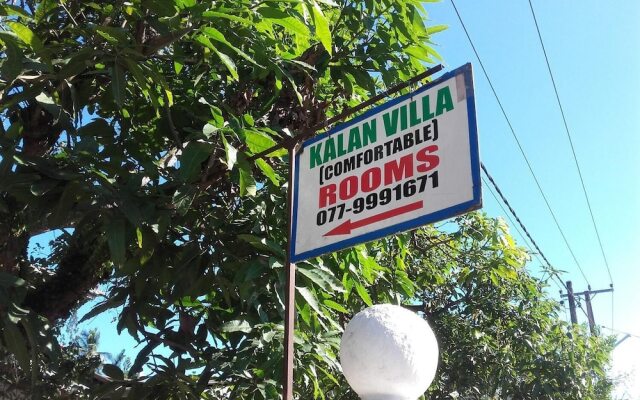 KALAN VILLA
(COMFORTABLE)
ROOMS
077-9991671